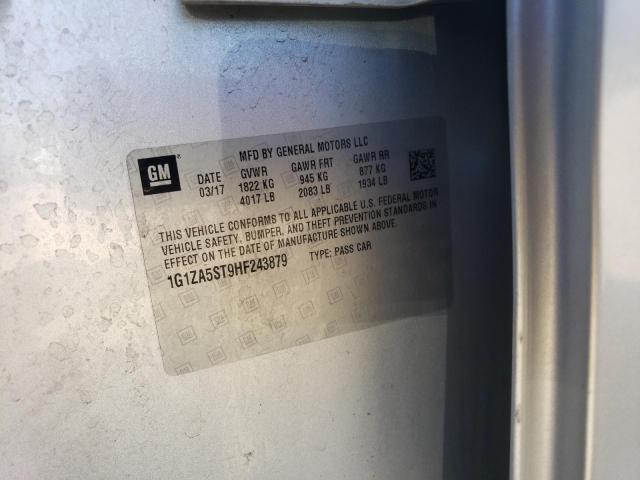 MFD BY GENERAL MOTORS LLC
GM DATE GVWR GAWR FRT GAWR RR
03/17 1822 KG 945 KG 877 KG
4017 LB 2083 LB 1934 LB
THIS VEHICLE CONFORMS TO ALL APPLICABLE U.S. FEDERAL MOTOR
VEHICLE SAFETY, BUMPER, AND THEFT PREVENTION STANDARDS IN
EFFECT ON THE DATE OF MANUFACTURE SHOWN ABOVE.
1G1ZA5ST9HF243879 TYPE: PASS CAR